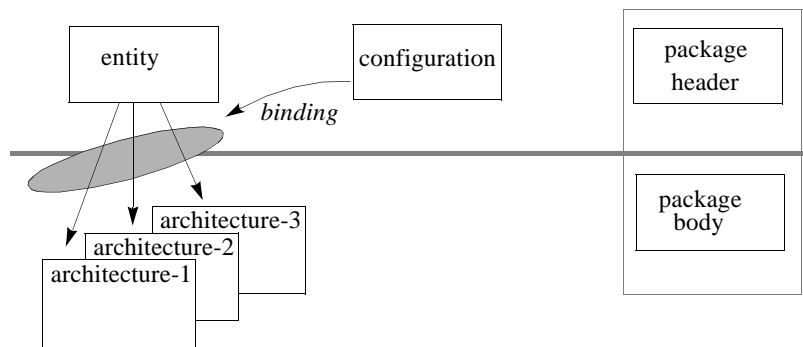 entity
configuration
binding
package
header
package
body
architecture-3
architecture-2
architecture-1